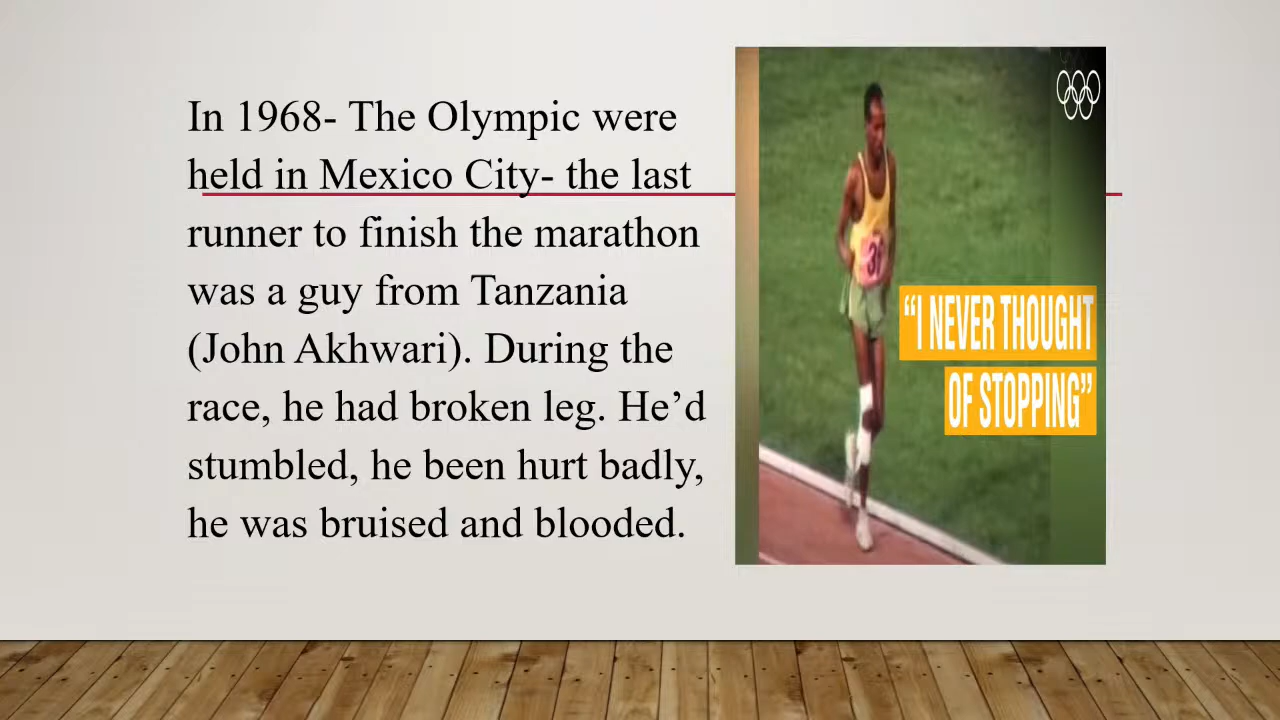 In 1968- The Olympic were
held in Mexico City- the last
runner to finish the marathon
was a guy from Tanzania
(John Akhwari). During the
race, he had broken leg. He’d
stumbled, he been hurt badly,
he was bruised and blooded.
“I NEVER THOUGHT
OF STOPPING”